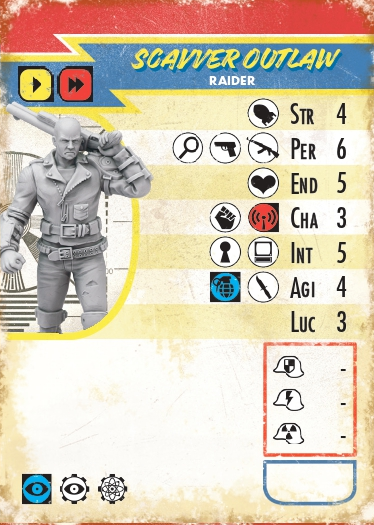 SCAVVER OUTLAW
RAIDER
STR 4
PER 6
END 5
CHA 3
INT 5
AGI 4
LUC 3
-
-
-